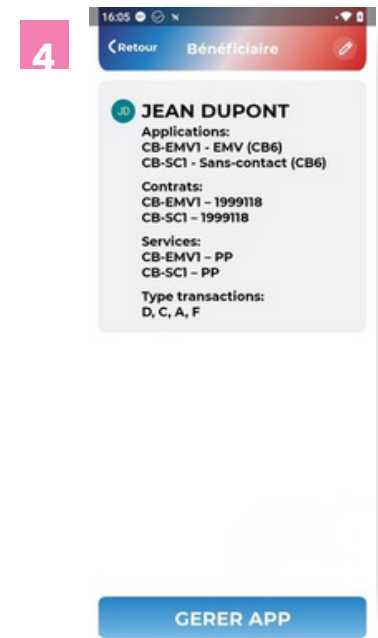 4
16:05
Retour Bénéficiaire
JD JEAN DUPONT
Applications:
CB-EMV1 - EMV (CB6)
CB-SC1 - Sans-contact (CB6)
Contrats:
CB-EMV1 – 1999118
CB-SC1 – 1999118
Services:
CB-EMV1 – PP
CB-SC1 – PP
Type transactions:
D, C, A, F
GERER APP